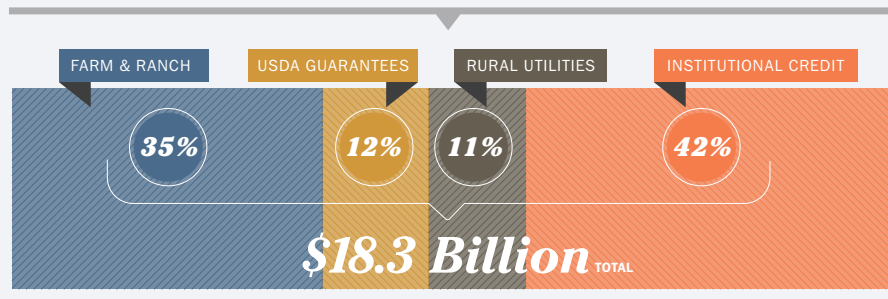 FARM & RANCH
USDA GUARANTEES
RURAL UTILITIES
INSTITUTIONAL CREDIT
35%
12%
11%
42%
$18.3 Billion TOTAL